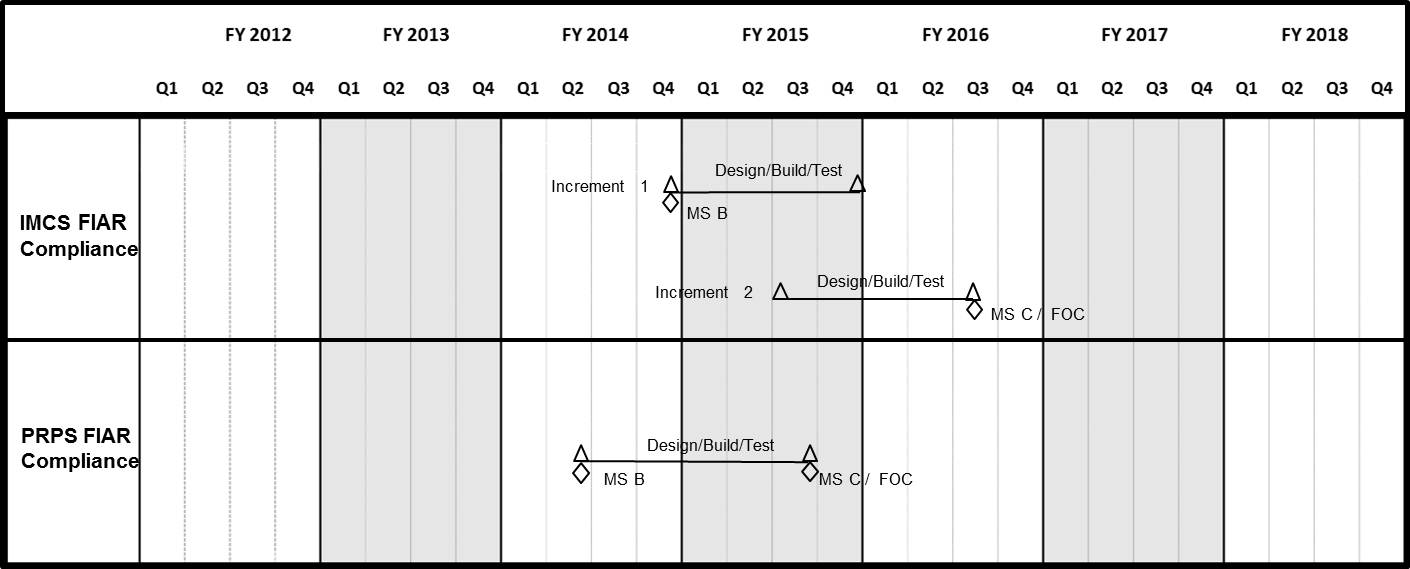 FY 2012 FY 2013 FY 2014 FY 2015 FY 2016 FY 2017 FY 2018
Q1 Q2 Q3 Q4 Q1 Q2 Q3 Q4 Q1 Q2 Q3 Q4 Q1 Q2 Q3 Q4 Q1 Q2 Q3 Q4 Q1 Q2 Q3 Q4 Q1 Q2 Q3 Q4
IMCS FIAR
Compliance
Design/Build/Test
Increment 1
MS B
Design/Build/Test
Increment 2
MS C / FOC
PRPS FIAR
Compliance
Design/Build/Test
MS B
MS C / FOC